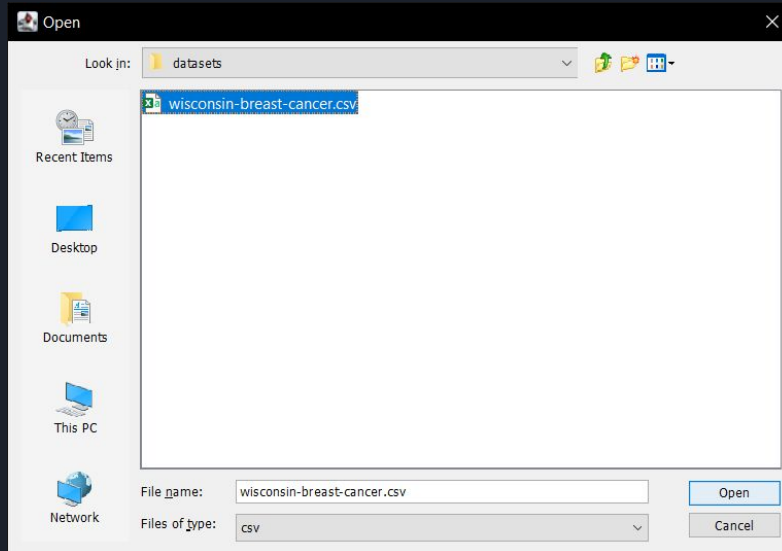 Open
Look in:
datasets
wisconsin-breast-cancer.csv
Recent Items
Desktop
Documents
This PC
Network
File name:
wisconsin-breast-cancer.csv
Open
Files of type:
csv
Cancel